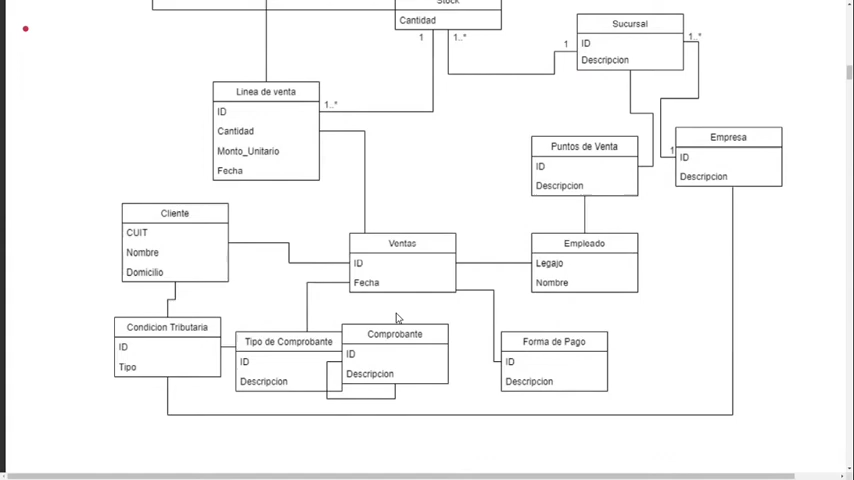 Stock
Cantidad
1
1..*
Sucursal
ID
Descripcion
1
1..*
Linea de venta
ID
Cantidad
Monto_Unitario
Fecha
1..*
Puntos de Venta
ID
Descripcion
Empresa
ID
Descripcion
1
Cliente
CUIT
Nombre
Domicilio
Ventas
ID
Fecha
Empleado
Legajo
Nombre
Condicion Tributaria
ID
Tipo
Tipo de Comprobante
ID
Descripcion
Comprobante
ID
Descripcion
Forma de Pago
ID
Descripcion